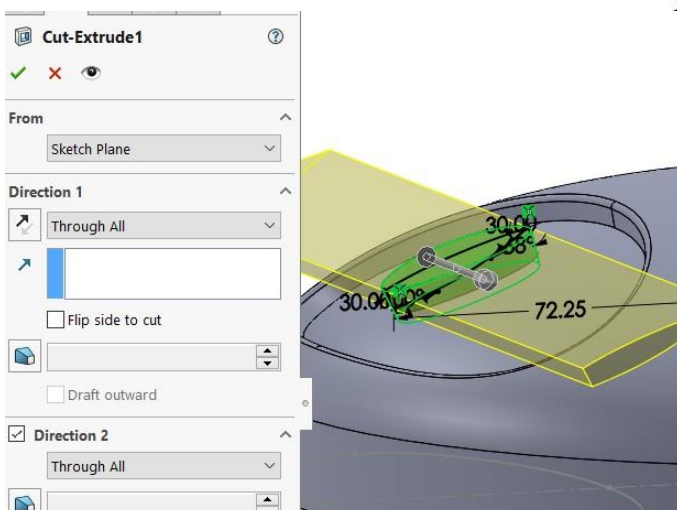 Cut-Extrude1
From
Sketch Plane
Direction 1
Through All
Flip side to cut
Draft outward
Direction 2
Through All
30.00
72.25